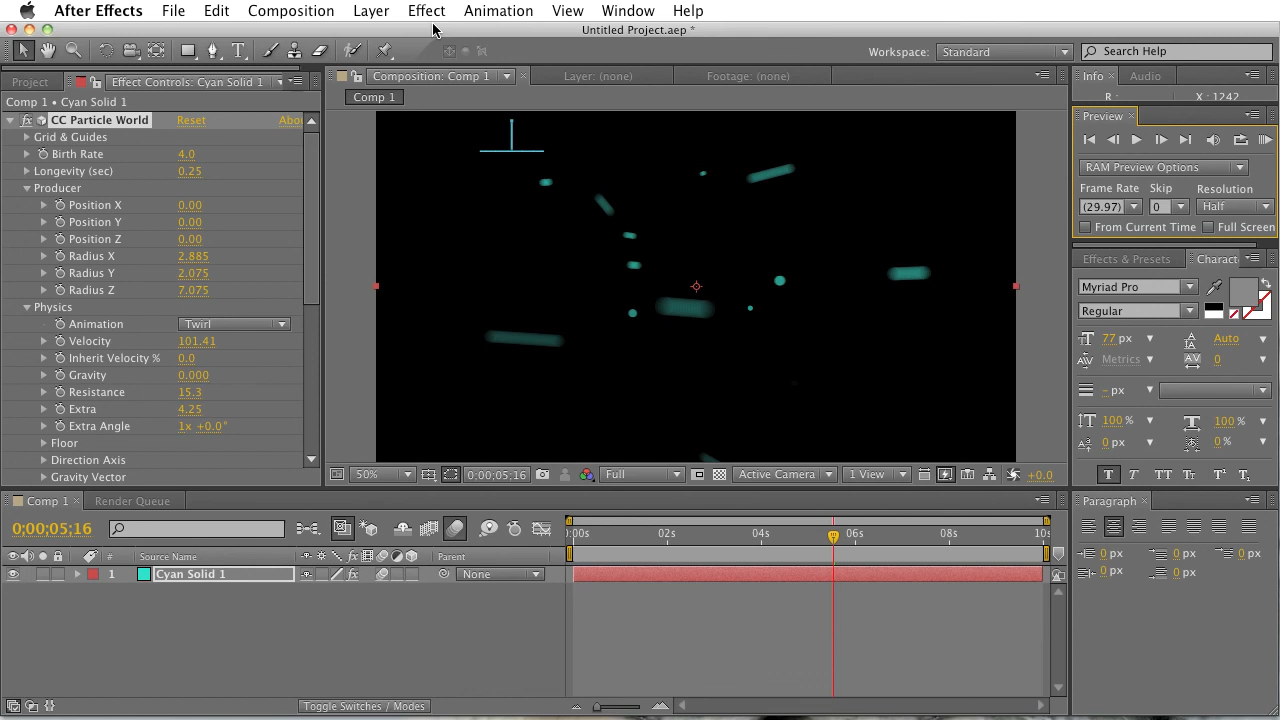 After Effects File Edit Composition Layer Effect Animation View Window Help
Untitled Project.aep *
Workspace: Standard Search Help
Project Effect Controls: Cyan Solid 1
Comp 1 • Cyan Solid 1
CC Particle World Reset Abou
Grid & Guides
Birth Rate 4.0
Longevity (sec) 0.25
Producer
Position X 0.00
Position Y 0.00
Position Z 0.00
Radius X 2.885
Radius Y 2.075
Radius Z 7.075
Physics
Animation Twirl
Velocity 101.41
Inherit Velocity % 0.0
Gravity 0.000
Resistance 15.3
Extra 4.25
Extra Angle 1x +0.0°
Floor
Direction Axis
Gravity Vector
Composition: Comp 1 Layer: (none) Footage: (none)
Comp 1
50% 0;00;05;16 Full Active Camera 1 View +0.0
Info Audio
R : X : 1242
Preview
RAM Preview Options
Frame Rate Skip Resolution
(29.97) 0 Half
From Current Time Full Screen
Effects & Presets Charact
Myriad Pro
Regular
77 px Auto
Metrics 0
- px
100 % 100 %
0 px 0 %
T T TT Tr T¹ T₁
Comp 1 Render Queue
0;00;05;16
:00s 02s 04s 06s 08s 10s
# Source Name Parent
1 Cyan Solid 1 None
Toggle Switches / Modes
Paragraph
0 px 0 px 0 px
0 px 0 px